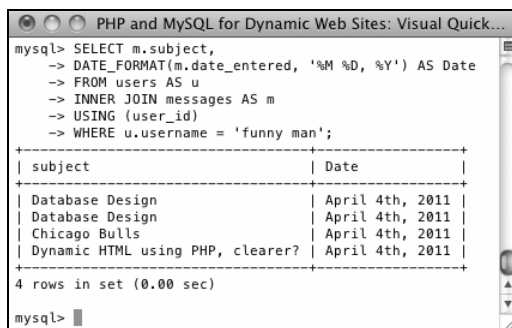 PHP and MySQL for Dynamic Web Sites: Visual Quick...
mysql> SELECT m.subject,
    -> DATE_FORMAT(m.date_entered, '%M %D, %Y') AS Date
    -> FROM users AS u
    -> INNER JOIN messages AS m
    -> USING (user_id)
    -> WHERE u.username = 'funny man';
+---------------------------------+-----------------+
| subject                         | Date            |
+---------------------------------+-----------------+
| Database Design                 | April 4th, 2011 |
| Database Design                 | April 4th, 2011 |
| Chicago Bulls                   | April 4th, 2011 |
| Dynamic HTML using PHP, clearer? | April 4th, 2011 |
+---------------------------------+-----------------+
4 rows in set (0.00 sec)
mysql>